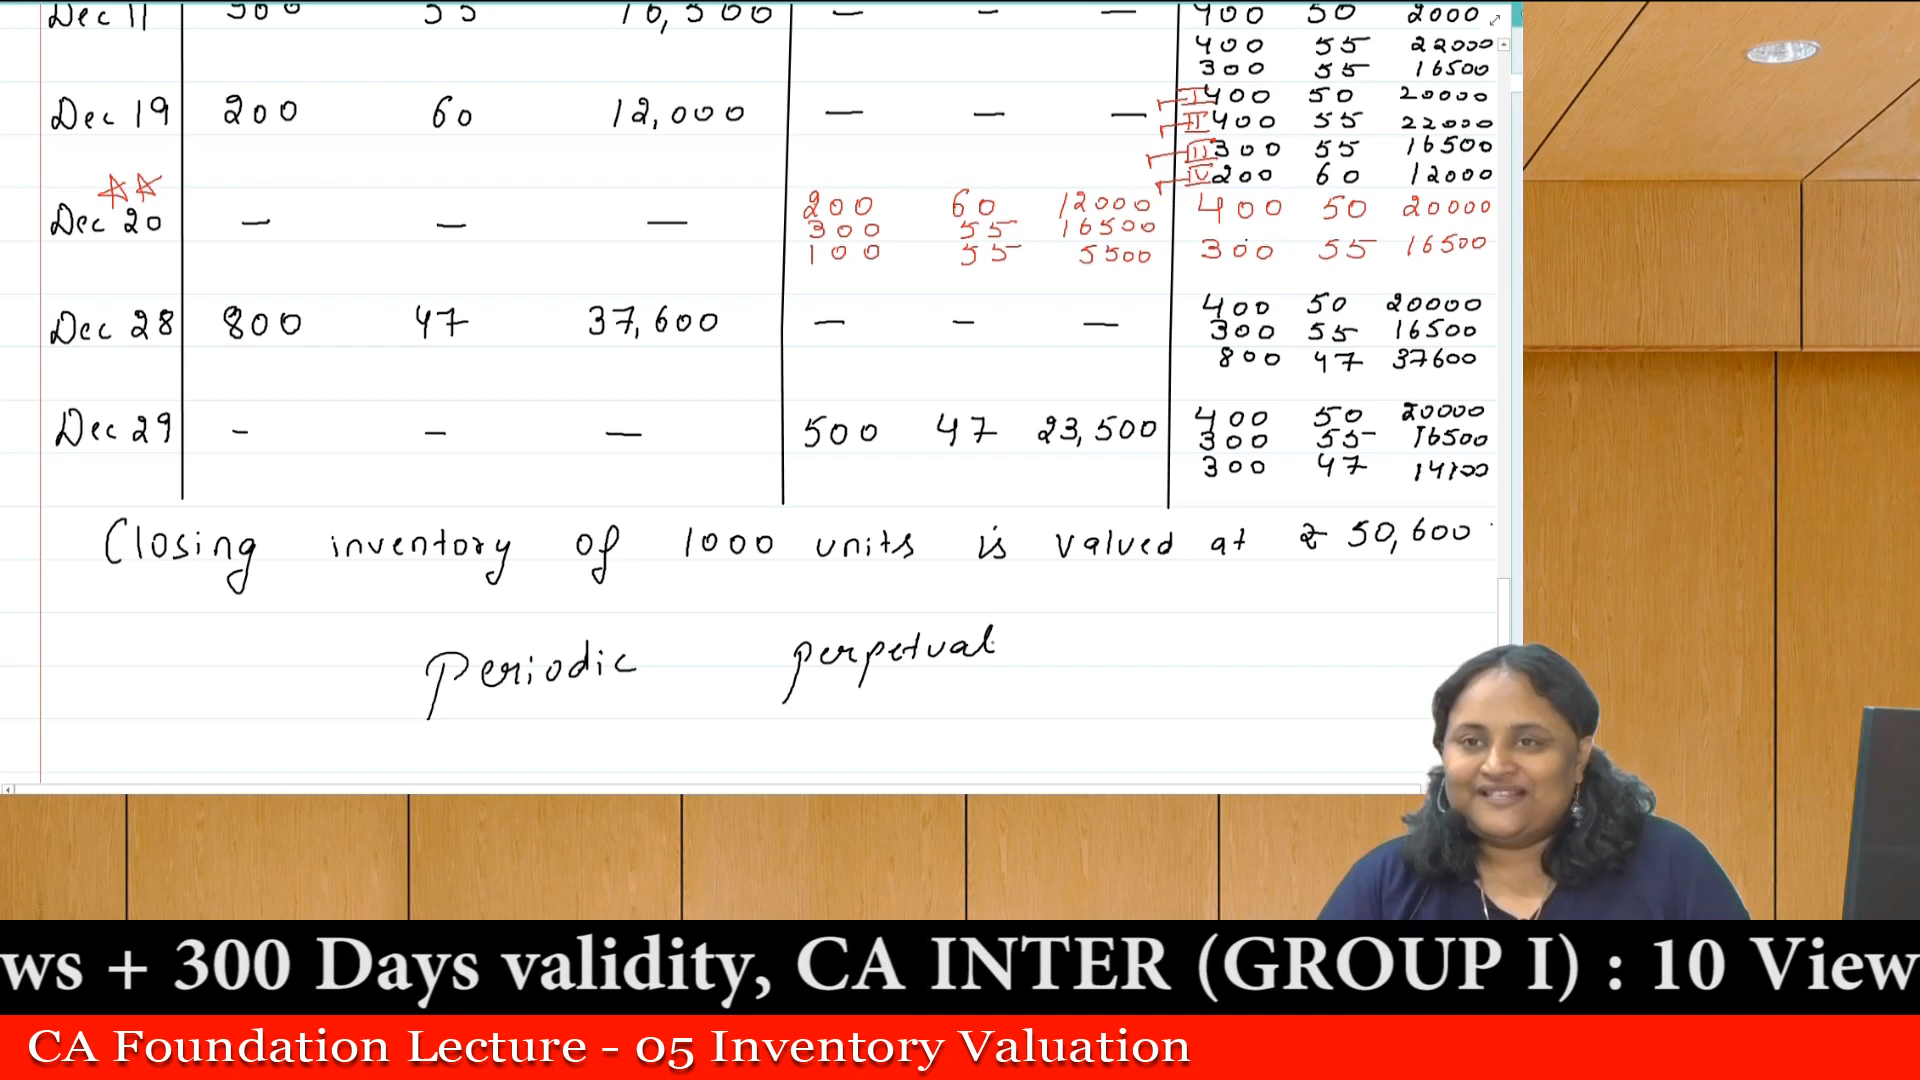 Dec 11 300 55 16,500 — — — 400 50 2000
400 55 22000
300 55 16500
Dec 19 200 60 12,000 — — — I 400 50 20000
II 400 55 22000
III 300 55 16500
IV 200 60 12000
Dec 20 — — — 200 60 12000 400 50 20000
300 55 16500
100 55 5500 300 55 16500
Dec 28 800 47 37,600 — — — 400 50 20000
300 55 16500
800 47 37600
Dec 29 - - — 500 47 23,500 400 50 20000
300 55 16500
300 47 14100
Closing inventory of 1000 units is valued at ₹ 50,600
Periodic perpetual
ws + 300 Days validity, CA INTER (GROUP I) : 10 View
CA Foundation Lecture - 05 Inventory Valuation